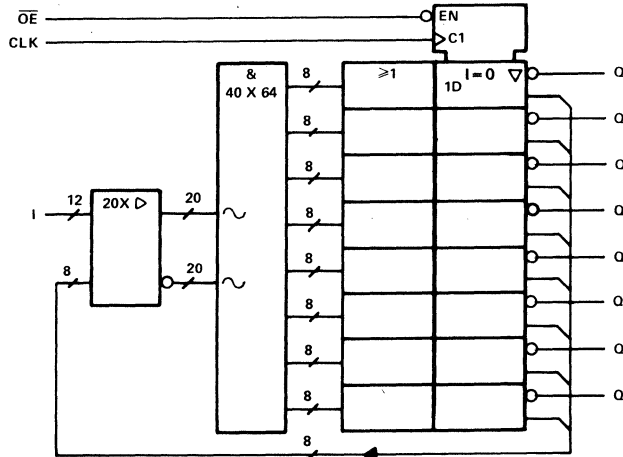 OE
EN
CLK
C1
& 8 ≥1 I=0 ▽ Q
40 X 64 1D
8 Q
8 Q
12 20X ▷ 20 8 Q
I
8 20 8 Q
8 Q
8 Q
8 Q
8